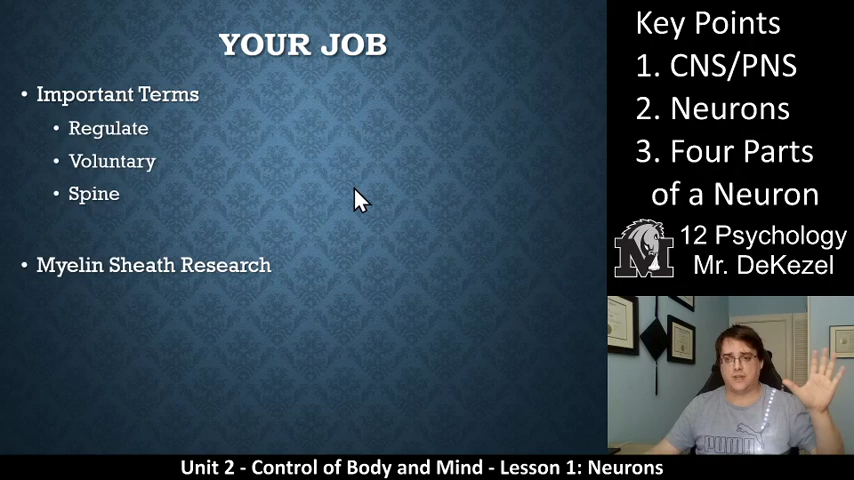 YOUR JOB
• Important Terms
• Regulate
• Voluntary
• Spine
• Myelin Sheath Research
Key Points
1. CNS/PNS
2. Neurons
3. Four Parts
of a Neuron
M
12 Psychology
Mr. DeKezel
PUMA
Unit 2 - Control of Body and Mind - Lesson 1: Neurons